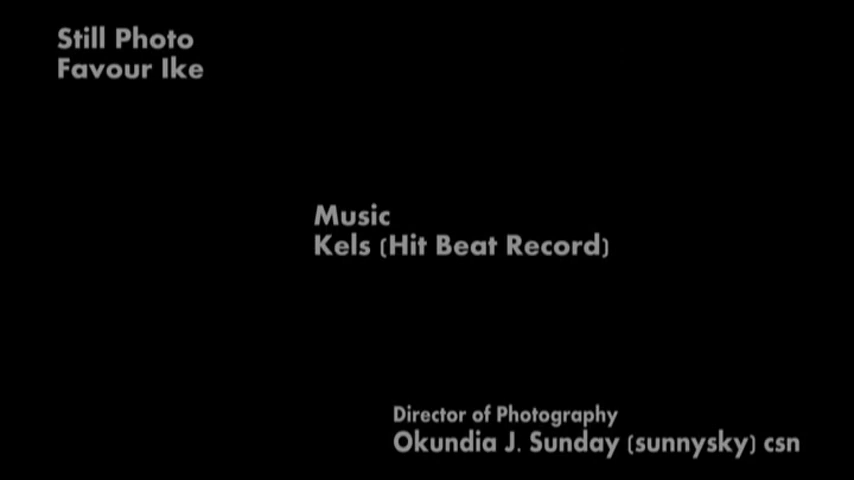 Still Photo
Favour Ike
Music
Kels (Hit Beat Record)
Director of Photography
Okundia J. Sunday (sunnysky) csn